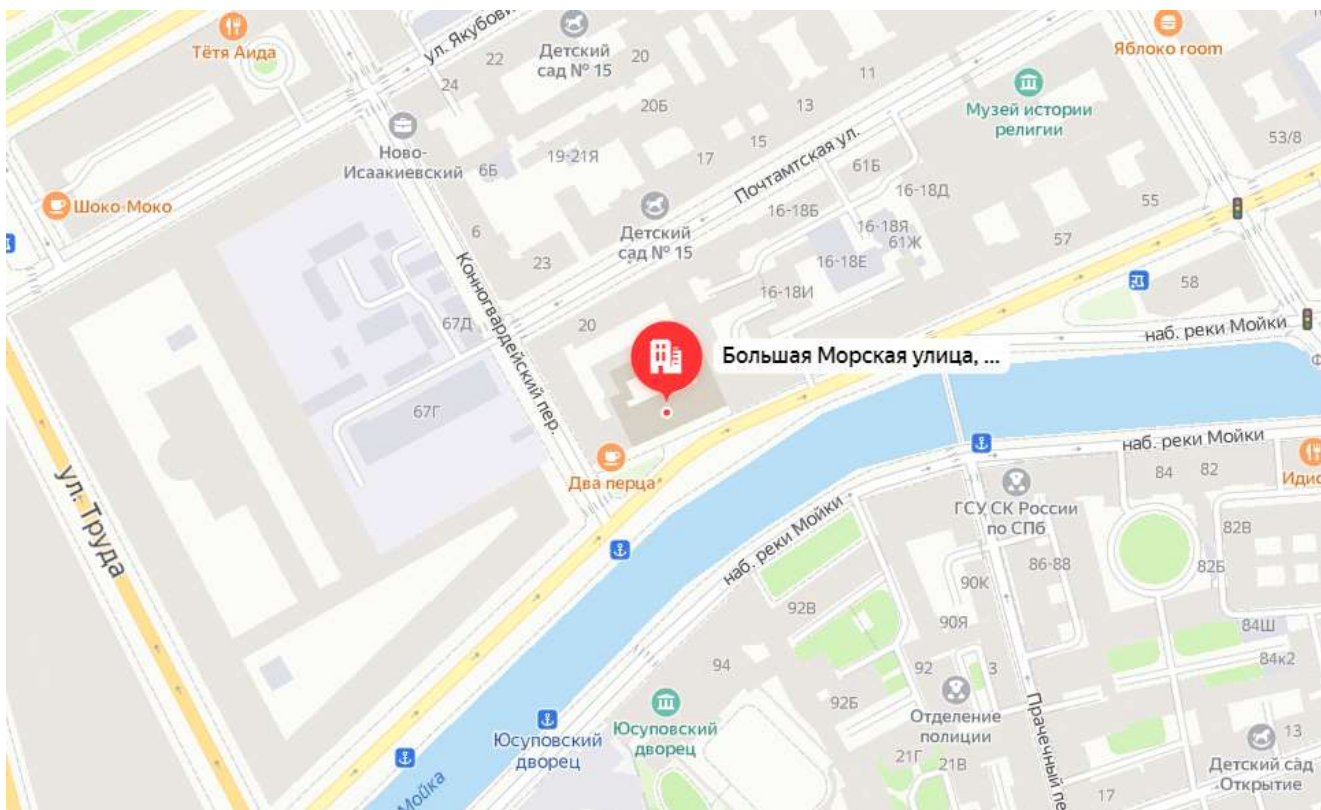 Тётя Аида
ул. Якубови
Детский
сад № 15
20
22
24
20Б
11
13
15
17
Яблоко room
Музей истории
религии
53/8
Ново-
Исаакиевский
6Б
19-21Я
Почтамтская ул.
61Б
16-18Д
55
Шоко-Моко
6
23
Детский
сад № 15
16-18Б
16-18Я
61Ж
57
16-18Е
16-18И
58
Конногвардейский пер.
67Д
20
наб. реки Мойки
Большая Морская улица, ...
67Г
Два перца
наб. реки Мойки
84
82
Идио
ул. Труда
ГСУ СК России
по СПб
наб. реки Мойки
82В
86-88
82Б
90К
92В
90Я
84Ш
94
92
3
84к2
92Б
Отделение
полиции
Прачечный пе
Юсуповский
дворец
Юсуповский
дворец
21Г
21В
13
Детский сад
Открытие
17
Мойка